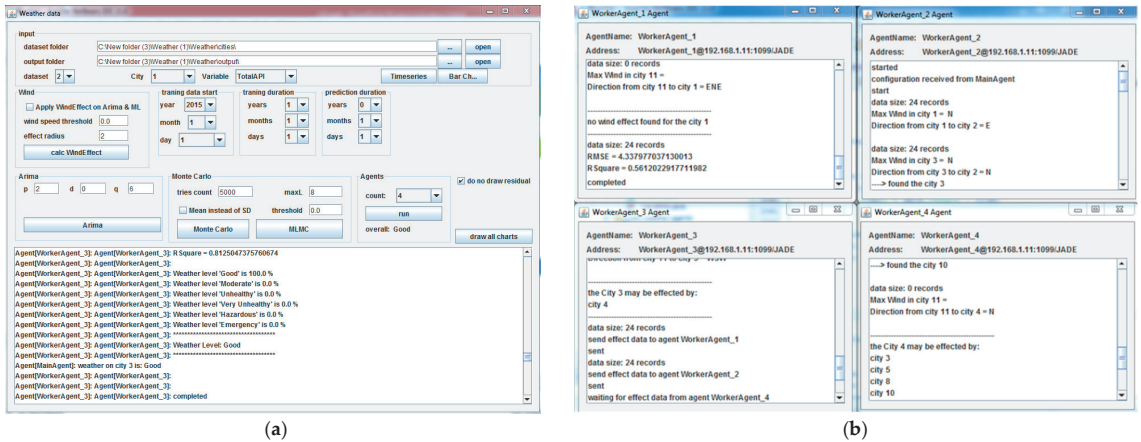 Weather data
input
dataset folder C:\New folder (3)\Weather (1)\Weather\cities\ ... open
output folder C:\New folder (3)\Weather (1)\Weather\output\ ... open
dataset 2 City 1 Variable TotalAPI Timeseries Bar Ch...
Wind
Apply WindEffect on Arima & ML
wind speed threshold 0.0
effect radius 2
calc WindEffect
traning data start
year 2015
month 1
day 1
traning duration
years 1
months 1
days 1
prediction duration
years 0
months 1
days 1
Arima
p 2 d 0 q 6
Arima
Monte Carlo
tries count 5000 maxL 8
Mean instead of SD threshold 0.0
Monte Carlo MLMC
Agents
count: 4
run
overall: Good
do no draw residual
draw all charts
Agent[WorkerAgent_3]: Agent[WorkerAgent_3]: R Square = 0.8125047375760674
Agent[WorkerAgent_3]: Agent[WorkerAgent_3]:
Agent[WorkerAgent_3]: Agent[WorkerAgent_3]: Weather level 'Good' is 100.0 %
Agent[WorkerAgent_3]: Agent[WorkerAgent_3]: Weather level 'Moderate' is 0.0 %
Agent[WorkerAgent_3]: Agent[WorkerAgent_3]: Weather level 'Unhealthy' is 0.0 %
Agent[WorkerAgent_3]: Agent[WorkerAgent_3]: Weather level 'Very Unhealthy' is 0.0 %
Agent[WorkerAgent_3]: Agent[WorkerAgent_3]: Weather level 'Hazardous' is 0.0 %
Agent[WorkerAgent_3]: Agent[WorkerAgent_3]: Weather level 'Emergency' is 0.0 %
Agent[WorkerAgent_3]: Agent[WorkerAgent_3]: ***********************************
Agent[WorkerAgent_3]: Agent[WorkerAgent_3]: Weather Level: Good
Agent[WorkerAgent_3]: Agent[WorkerAgent_3]: ***********************************
Agent[MainAgent]: weather on city 3 is: Good
Agent[WorkerAgent_3]: Agent[WorkerAgent_3]:
Agent[WorkerAgent_3]: Agent[WorkerAgent_3]: completed
(a)
WorkerAgent_1 Agent
AgentName: WorkerAgent_1
Address: WorkerAgent_1@192.168.1.11:1099/JADE
data size: 0 records
Max Wind in city 11 =
Direction from city 11 to city 1 = ENE
------------------------------------------------
no wind effect found for the city 1
------------------------------------------------
data size: 24 records
RMSE = 4.337977037130013
R Square = 0.5612022917711982
completed
WorkerAgent_2 Agent
AgentName: WorkerAgent_2
Address: WorkerAgent_2@192.168.1.11:1099/JADE
started
configuration received from MainAgent
start
data size: 24 records
Max Wind in city 1 = N
Direction from city 1 to city 2 = E
data size: 24 records
Max Wind in city 3 = N
Direction from city 3 to city 2 = N
----> found the city 3
WorkerAgent_3 Agent
AgentName: WorkerAgent_3
Address: WorkerAgent_3@192.168.1.11:1099/JADE
Direction from city 11 to city 3 = WSW
------------------------------------------------
the City 3 may be effected by:
city 4
------------------------------------------------
data size: 24 records
send effect data to agent WorkerAgent_1
sent
data size: 24 records
send effect data to agent WorkerAgent_2
sent
waiting for effect data from agent WorkerAgent_4
WorkerAgent_4 Agent
AgentName: WorkerAgent_4
Address: WorkerAgent_4@192.168.1.11:1099/JADE
----> found the city 10
data size: 0 records
Max Wind in city 11 =
Direction from city 11 to city 4 = N
------------------------------------------------
the City 4 may be effected by:
city 3
city 5
city 8
city 10
(b)